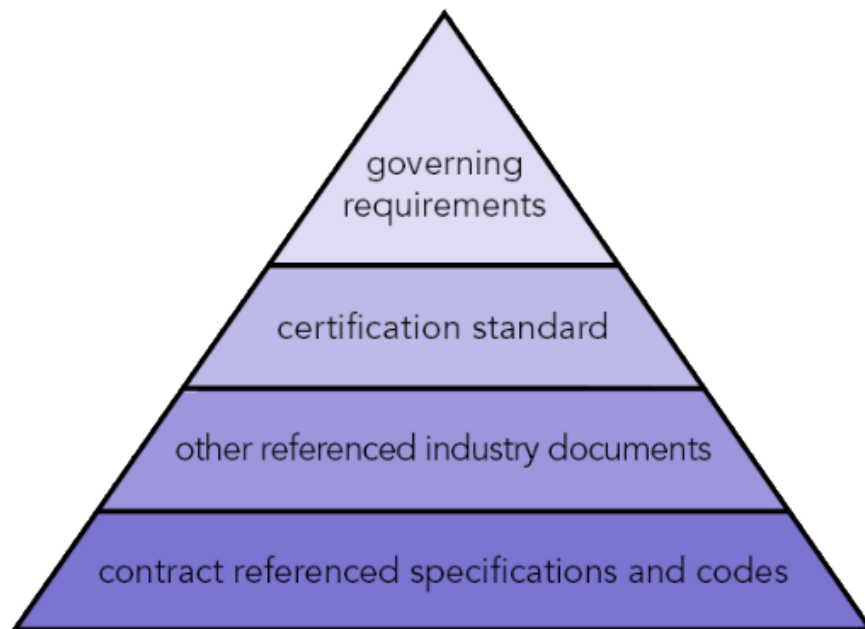 governing
requirements
certification standard
other referenced industry documents
contract referenced specifications and codes